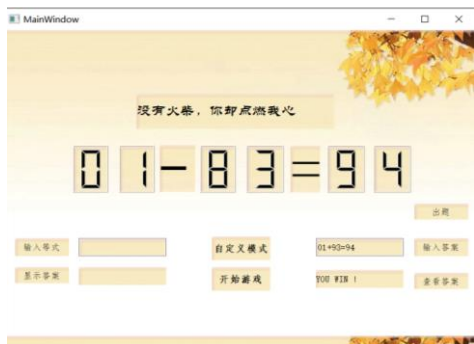 MainWindow
没有火柴，你却点燃我心
01-83=94
出题
输入等式
自定义模式
01+93=94
输入答案
显示答案
开始游戏
YOU WIN !
查看答案